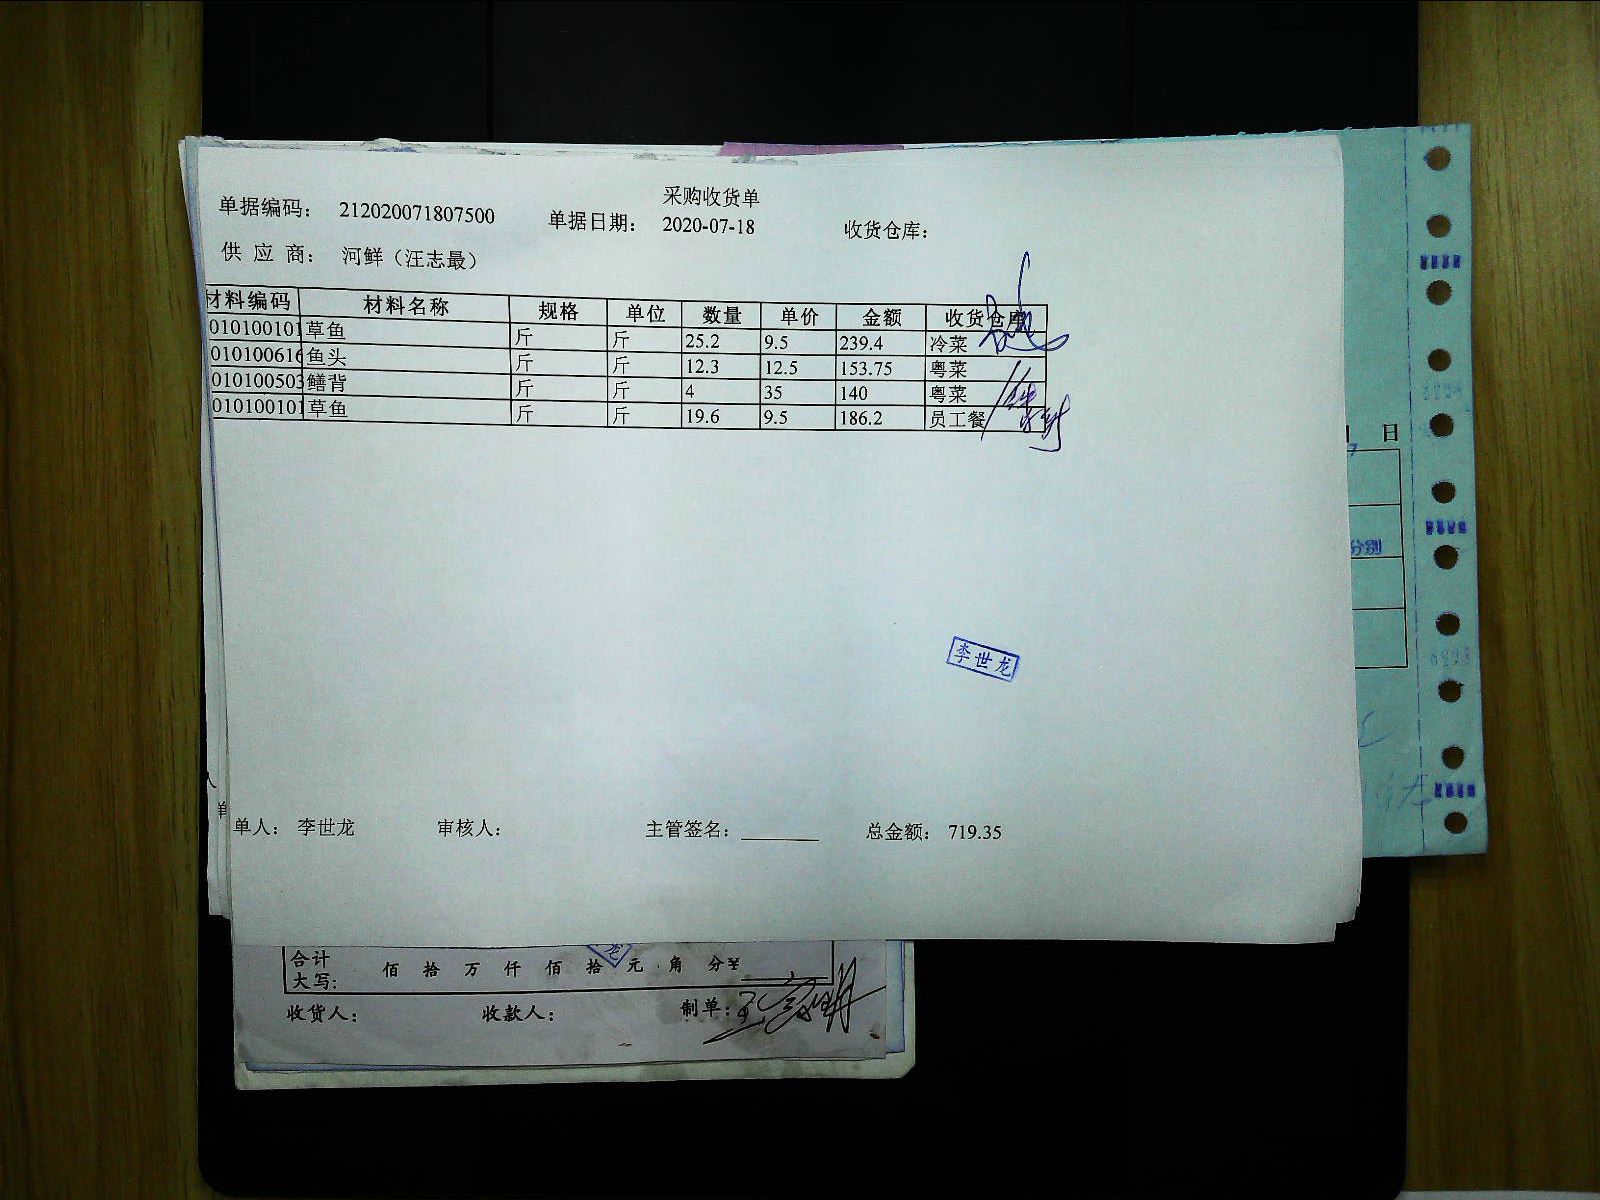 采购收货单
单据编码： 212020071807500 单据日期： 2020-07-18 收货仓库：
供 应 商： 河鲜（汪志最）
材料编码 材料名称 规格 单位 数量 单价 金额 收货仓库
010100101 草鱼 斤 斤 25.2 9.5 239.4 冷菜
010100616 鱼头 斤 斤 12.3 12.5 153.75 粤菜
010100503 鳝背 斤 斤 4 35 140 粤菜
010100101 草鱼 斤 斤 19.6 9.5 186.2 员工餐
日
分别
李世龙
单人： 李世龙 审核人： 主管签名： 总金额： 719.35
合计
大写： 佰 拾 万 仟 佰 拾 元 角 分¥
收货人： 收款人： 制单：